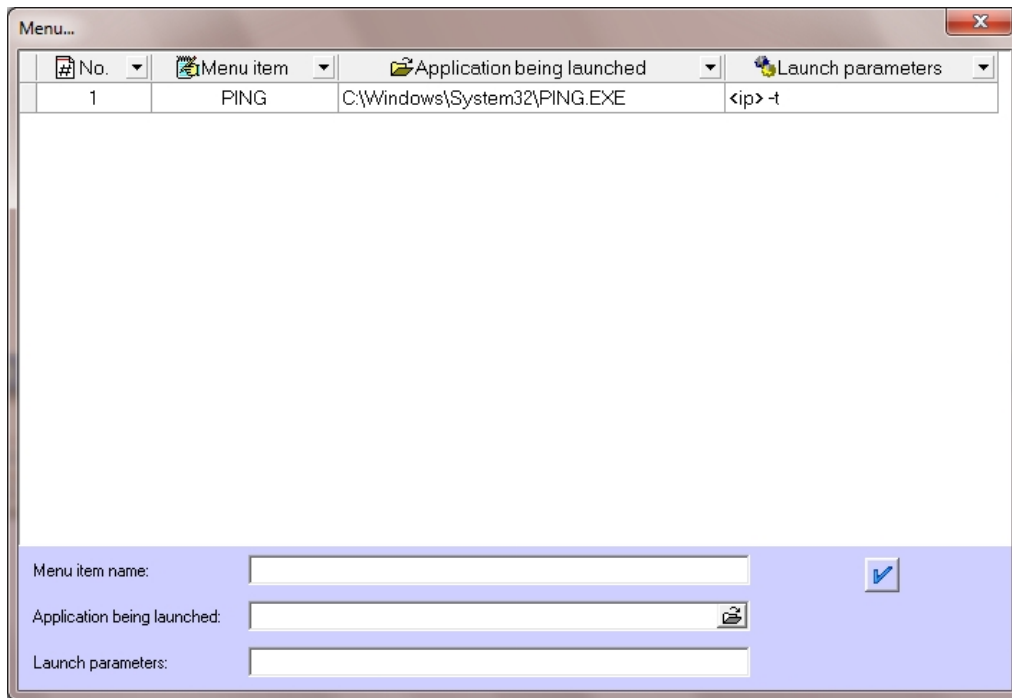 Menu...
No. Menu item Application being launched Launch parameters
1 PING C:\Windows\System32\PING.EXE <ip> -t
Menu item name:
Application being launched:
Launch parameters: